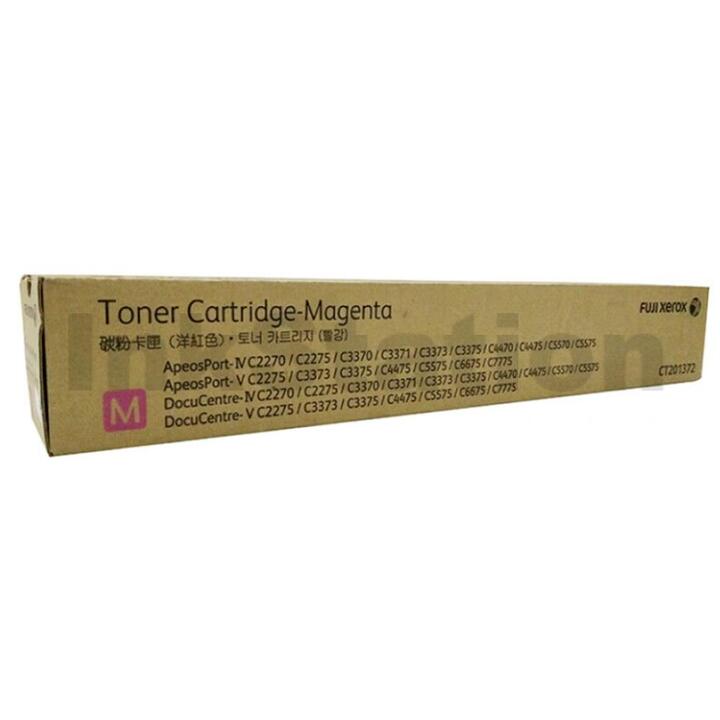 Toner Cartridge-Magenta
FUJI xerox
碳粉卡匣（洋紅色）• 토너 카트리지 (빨강)
ApeosPort-Ⅳ C2270 / C2275 / C3370 / C3371 / C3373 / C3375 / C4470 / C4475 / C5570 / C5575
ApeosPort-Ⅴ C2275 / C3373 / C3375 / C4475 / C5575 / C6675 / C7775
DocuCentre-Ⅳ C2270 / C2275 / C3370 / C3371 / C3373 / C3375 / C4470 / C4475 / C5570 / C5575
DocuCentre-Ⅴ C2275 / C3373 / C3375 / C4475 / C5575 / C6675 / C7775
CT201372
M